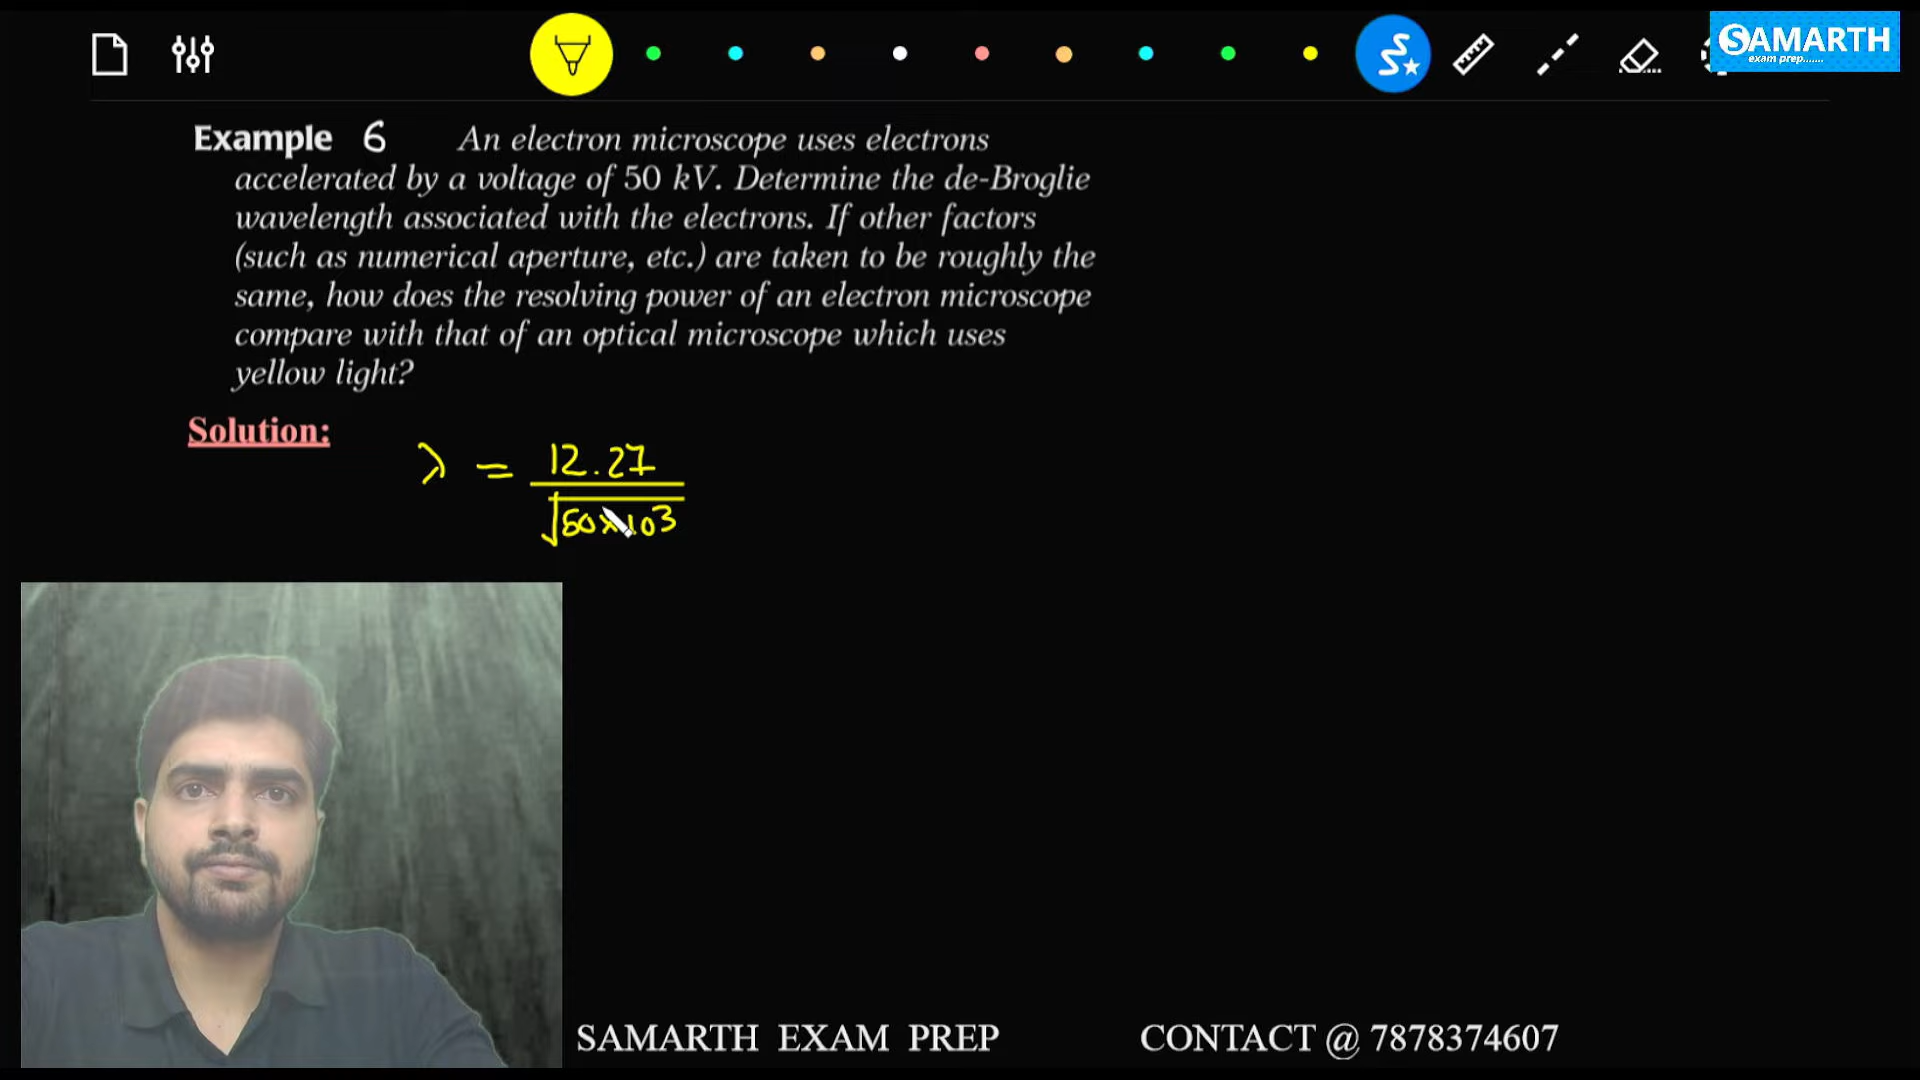 SAMARTH
exam prep.......
Example 6 An electron microscope uses electrons
accelerated by a voltage of 50 kV. Determine the de-Broglie
wavelength associated with the electrons. If other factors
(such as numerical aperture, etc.) are taken to be roughly the
same, how does the resolving power of an electron microscope
compare with that of an optical microscope which uses
yellow light?
Solution:
λ = 12.27
√50×103
SAMARTH EXAM PREP CONTACT @ 7878374607